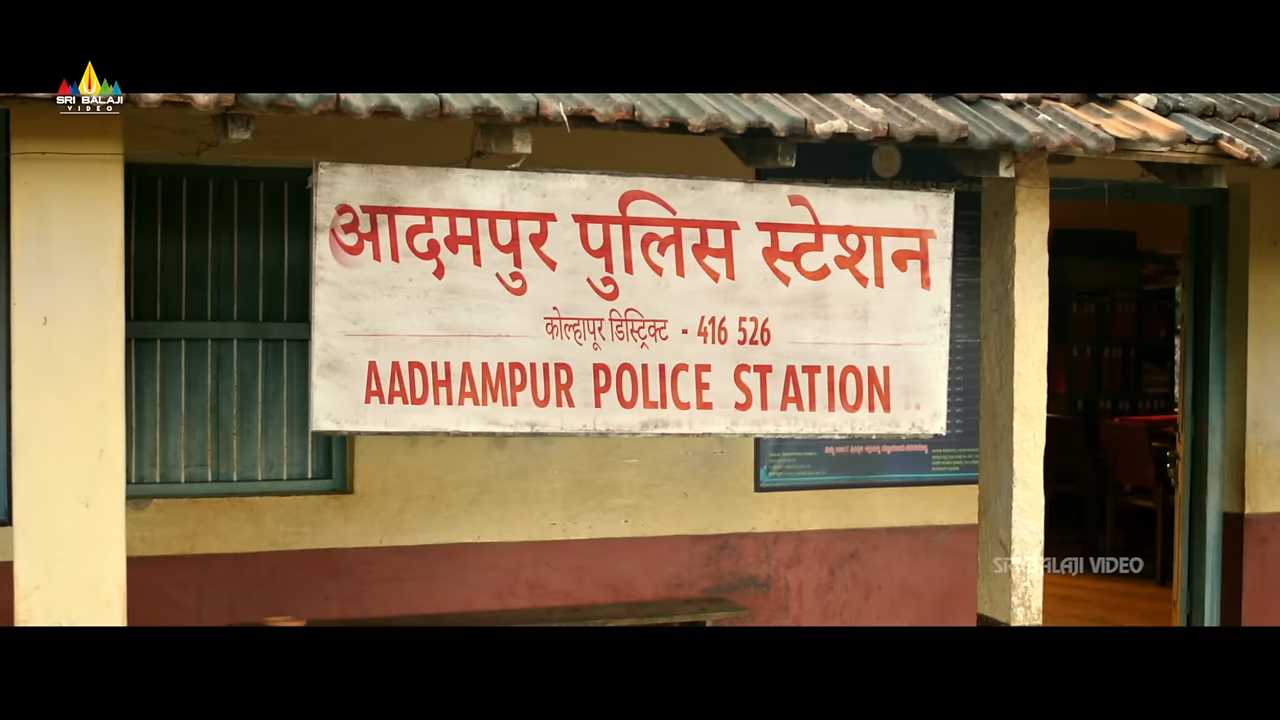 SRI BALAJI
VIDEO
आदमपुर पुलिस स्टेशन
कोल्हापूर डिस्ट्रिक्ट - 416 526
AADHAMPUR POLICE STATION
SRI BALAJI VIDEO